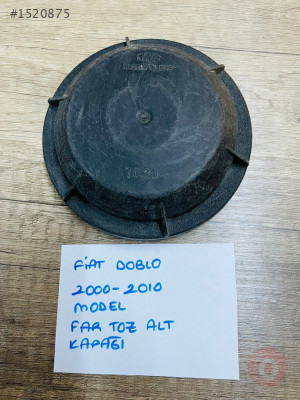 #1520875
FİAT DOBLO
2000-2010
MODEL
FAR TOZ ALT
KAPAĞI